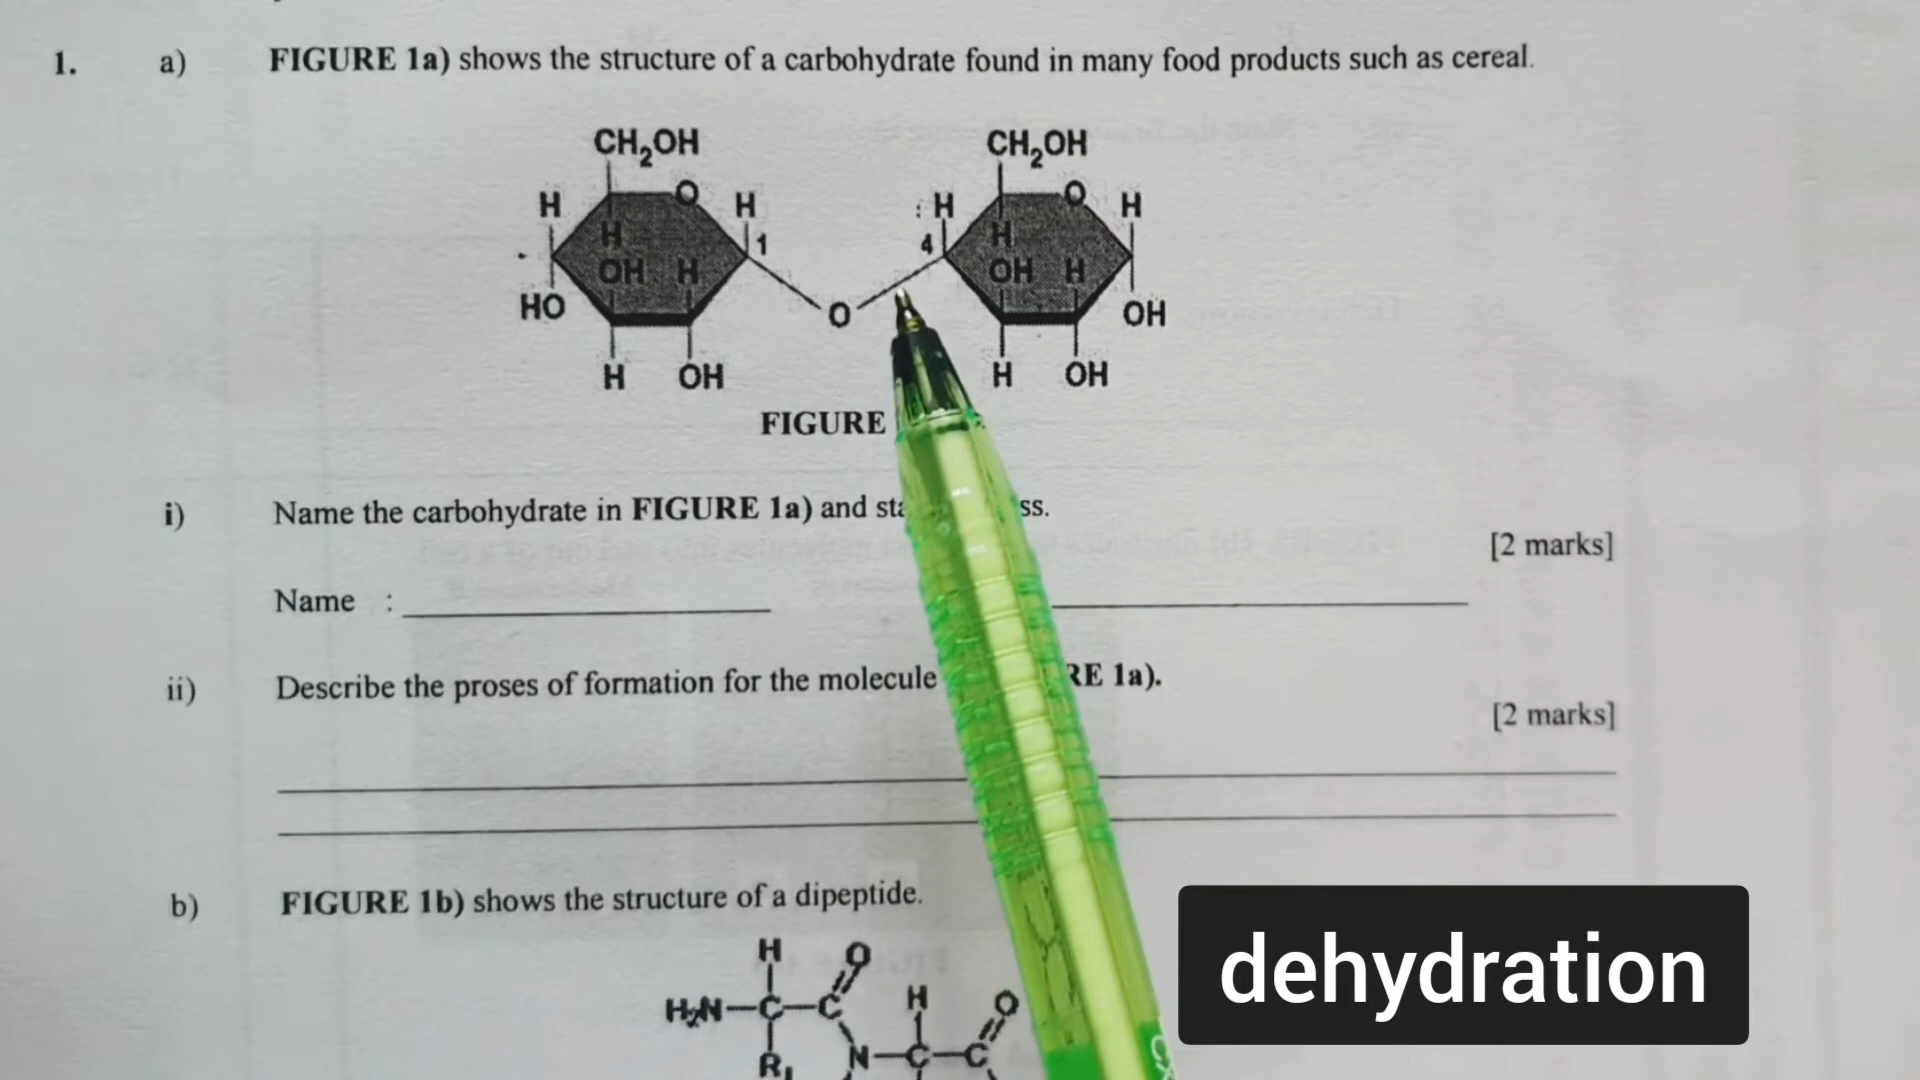 1. a) FIGURE 1a) shows the structure of a carbohydrate found in many food products such as cereal.
CH₂OH CH₂OH
H O H H O H
H 1 4 H
OH H OH H
HO O OH
H OH H OH
FIGURE
i) Name the carbohydrate in FIGURE 1a) and ss.
[2 marks]
Name :
ii) Describe the proses of formation for the molecule RE 1a).
[2 marks]
b) FIGURE 1b) shows the structure of a dipeptide.
H O
H₂N—C—C H O
R₁ N—C—C
dehydration